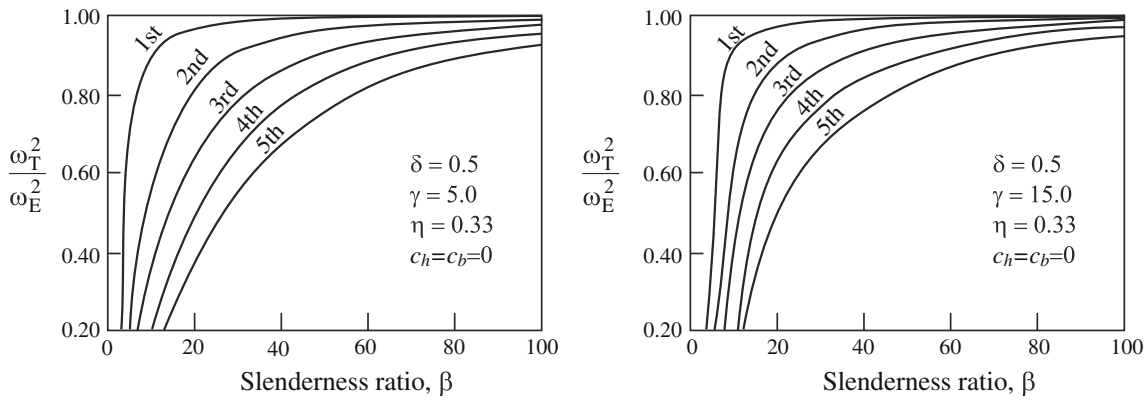 1.00
0.80
0.60
0.40
0.20
ω_T^2
ω_E^2
1st
2nd
3rd
4th
5th
δ = 0.5
γ = 5.0
η = 0.33
c_h=c_b=0
0
20
40
60
80
100
Slenderness ratio, β
1.00
0.80
0.60
0.40
0.20
ω_T^2
ω_E^2
1st
2nd
3rd
4th
5th
δ = 0.5
γ = 15.0
η = 0.33
c_h=c_b=0
0
20
40
60
80
100
Slenderness ratio, β